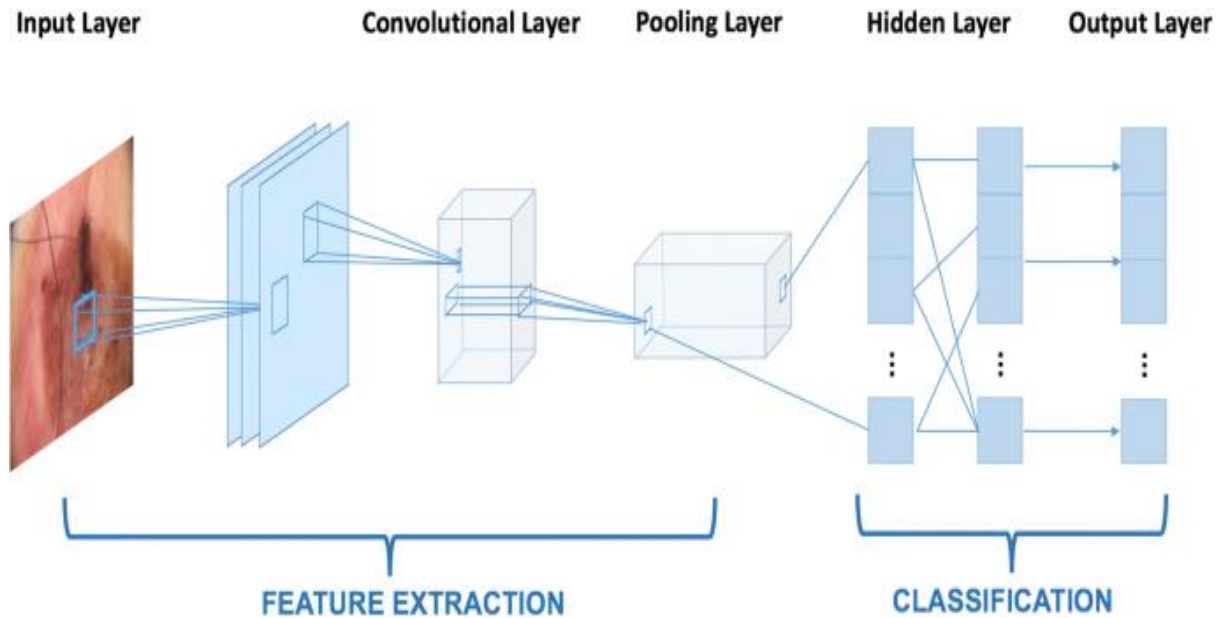 Input Layer
Convolutional Layer
Pooling Layer
Hidden Layer
Output Layer
FEATURE EXTRACTION
CLASSIFICATION